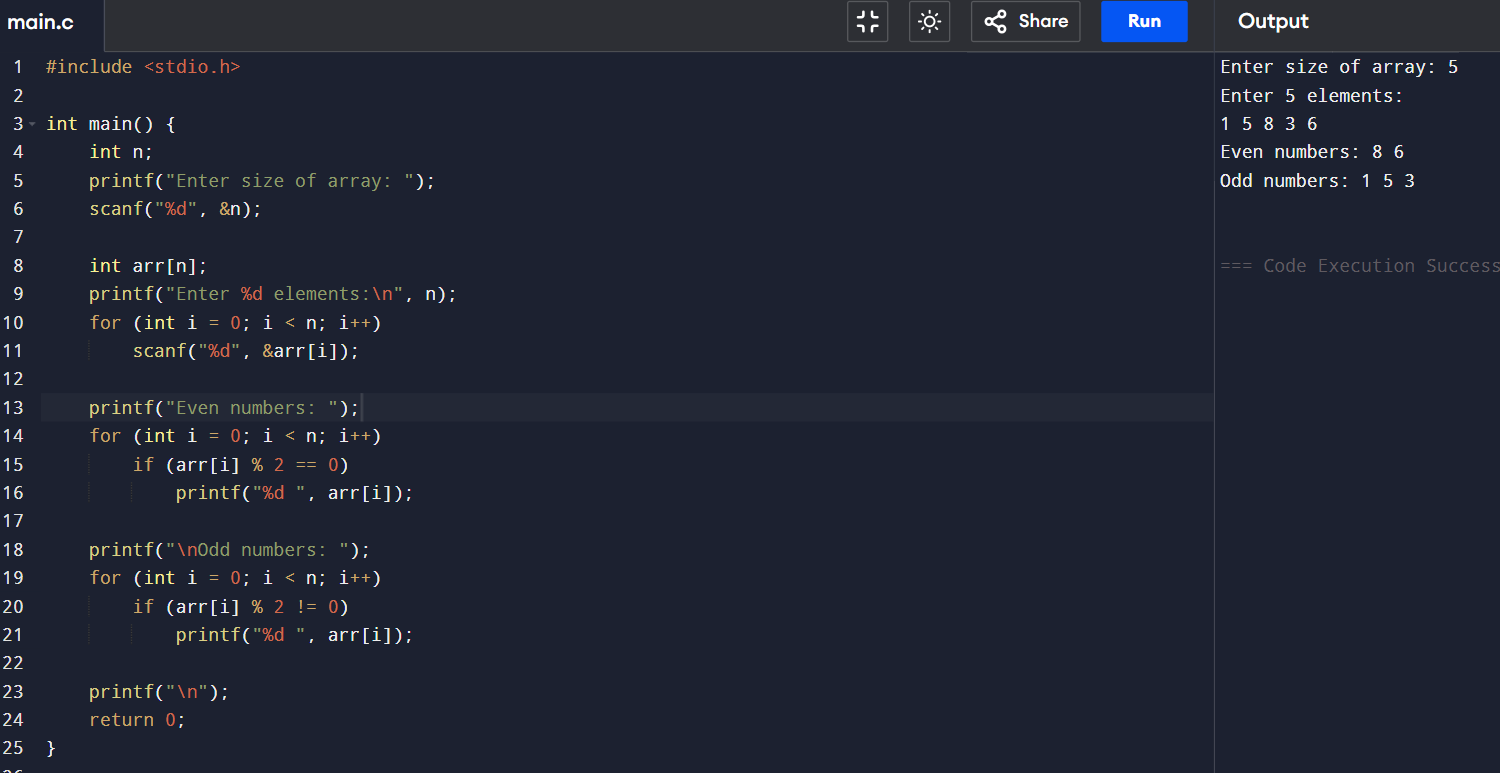 main.c
Share
Run
Output
1 #include <stdio.h>
2
3 int main() {
4     int n;
5     printf("Enter size of array: ");
6     scanf("%d", &n);
7
8     int arr[n];
9     printf("Enter %d elements:\n", n);
10     for (int i = 0; i < n; i++)
11         scanf("%d", &arr[i]);
12
13     printf("Even numbers: ");
14     for (int i = 0; i < n; i++)
15         if (arr[i] % 2 == 0)
16             printf("%d ", arr[i]);
17
18     printf("\nOdd numbers: ");
19     for (int i = 0; i < n; i++)
20         if (arr[i] % 2 != 0)
21             printf("%d ", arr[i]);
22
23     printf("\n");
24     return 0;
25 }
Enter size of array: 5
Enter 5 elements:
1 5 8 3 6
Even numbers: 8 6
Odd numbers: 1 5 3
=== Code Execution Success